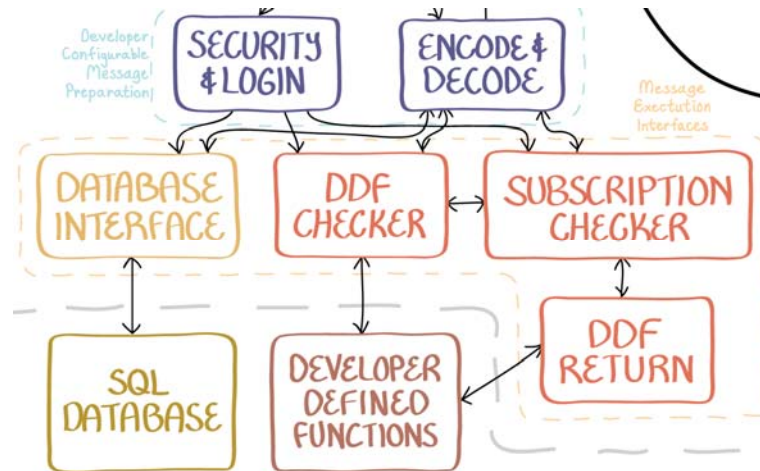 Developer
Configurable
Message
Preparation
SECURITY
& LOGIN
ENCODE &
DECODE
Message
Exectution
Interfaces
DATABASE
INTERFACE
DDF
CHECKER
SUBSCRIPTION
CHECKER
SQL
DATABASE
DEVELOPER
DEFINED
FUNCTIONS
DDF
RETURN